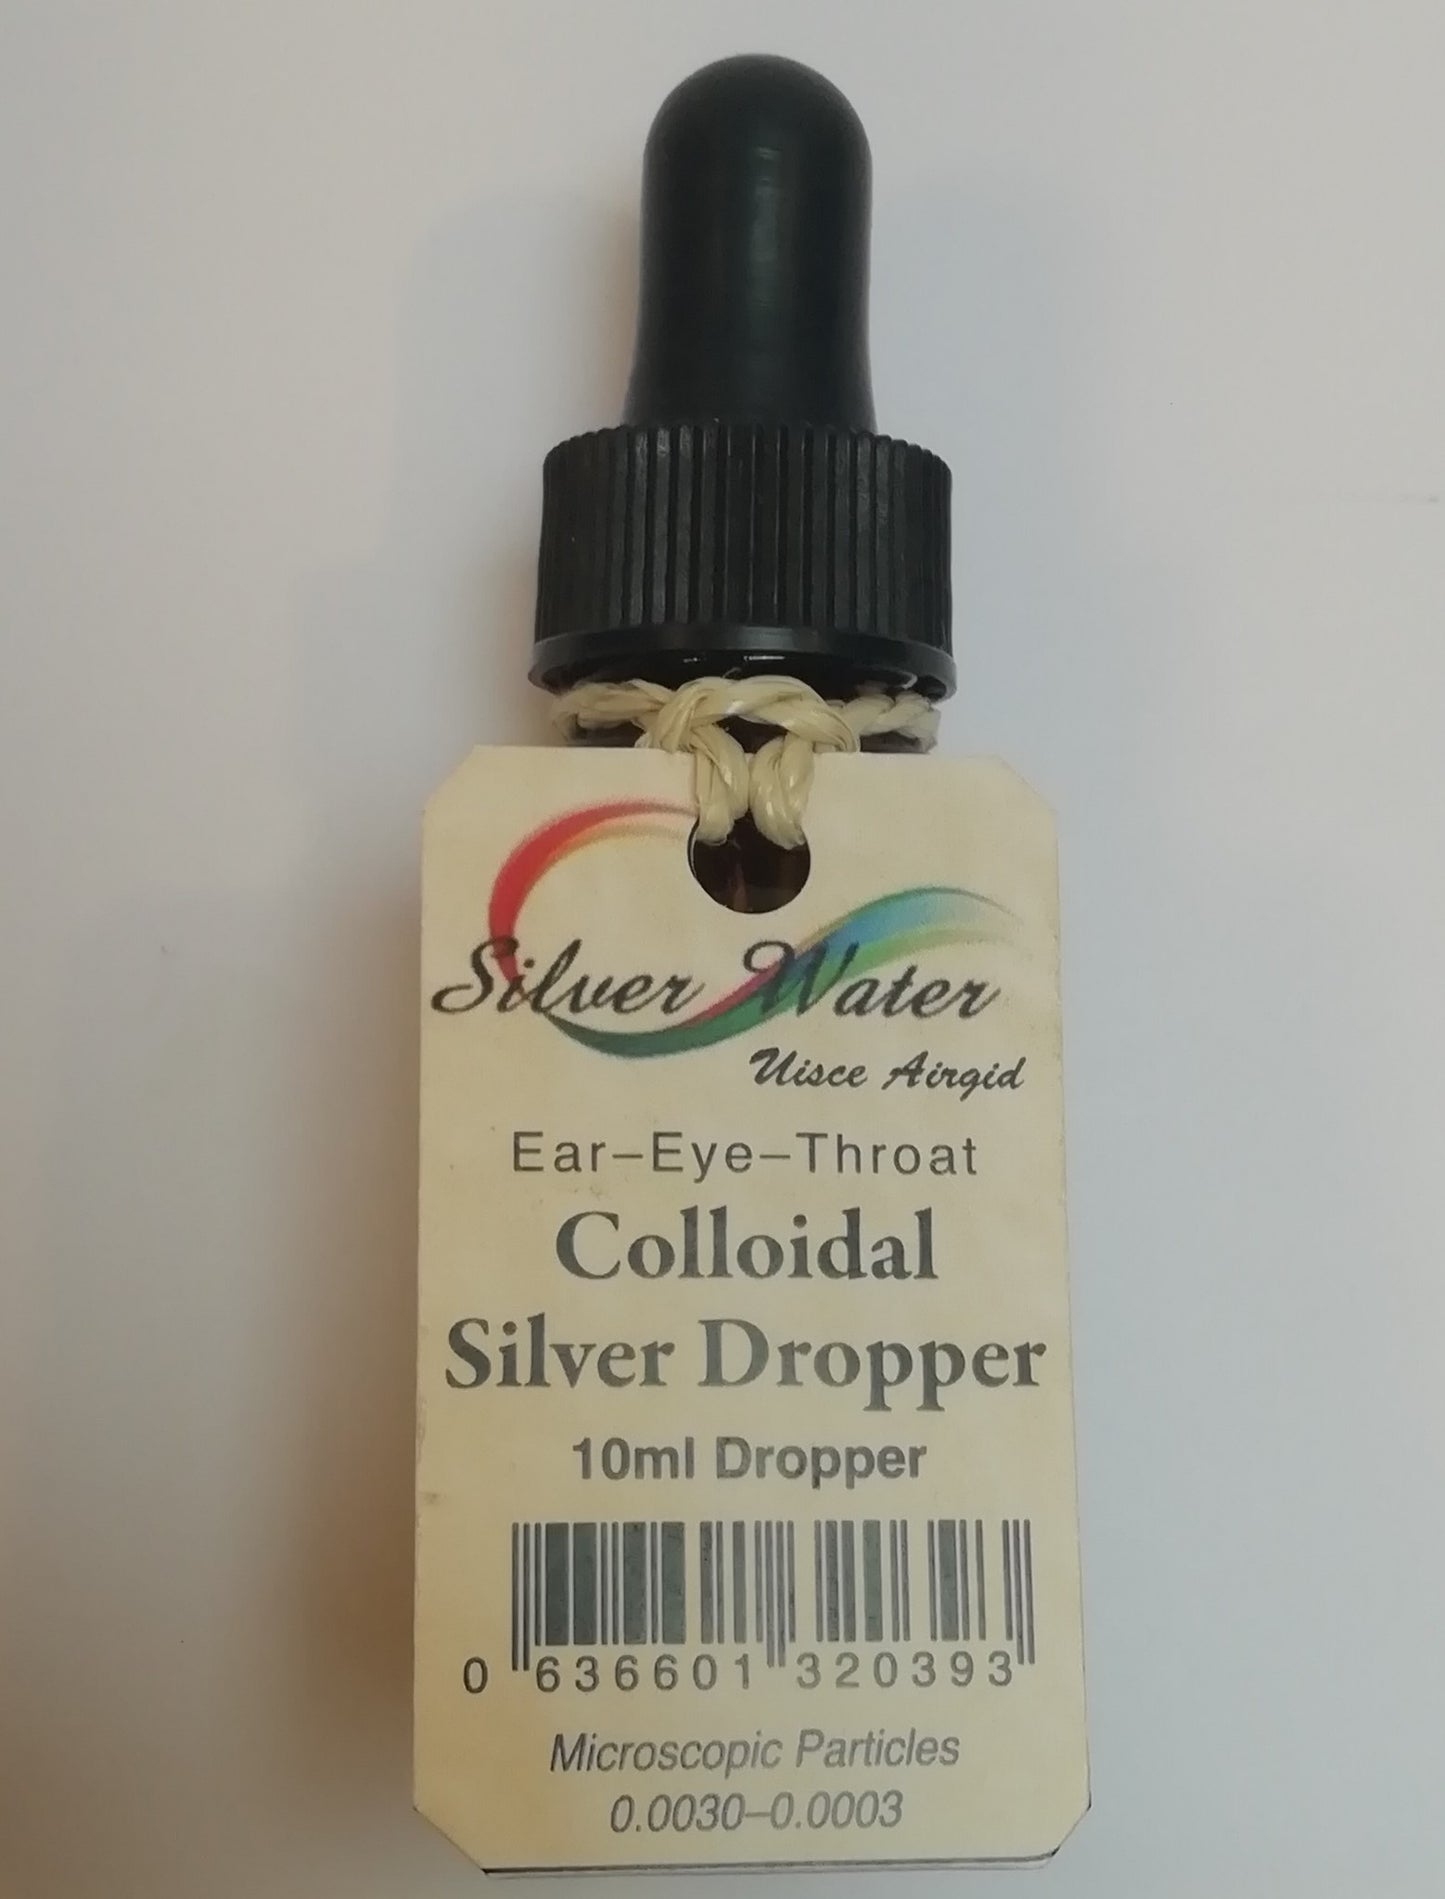 Silver Water
Uisce Airgid
Ear–Eye–Throat
Colloidal
Silver Dropper
10ml Dropper
0 636601 320393
Microscopic Particles
0.0030–0.0003